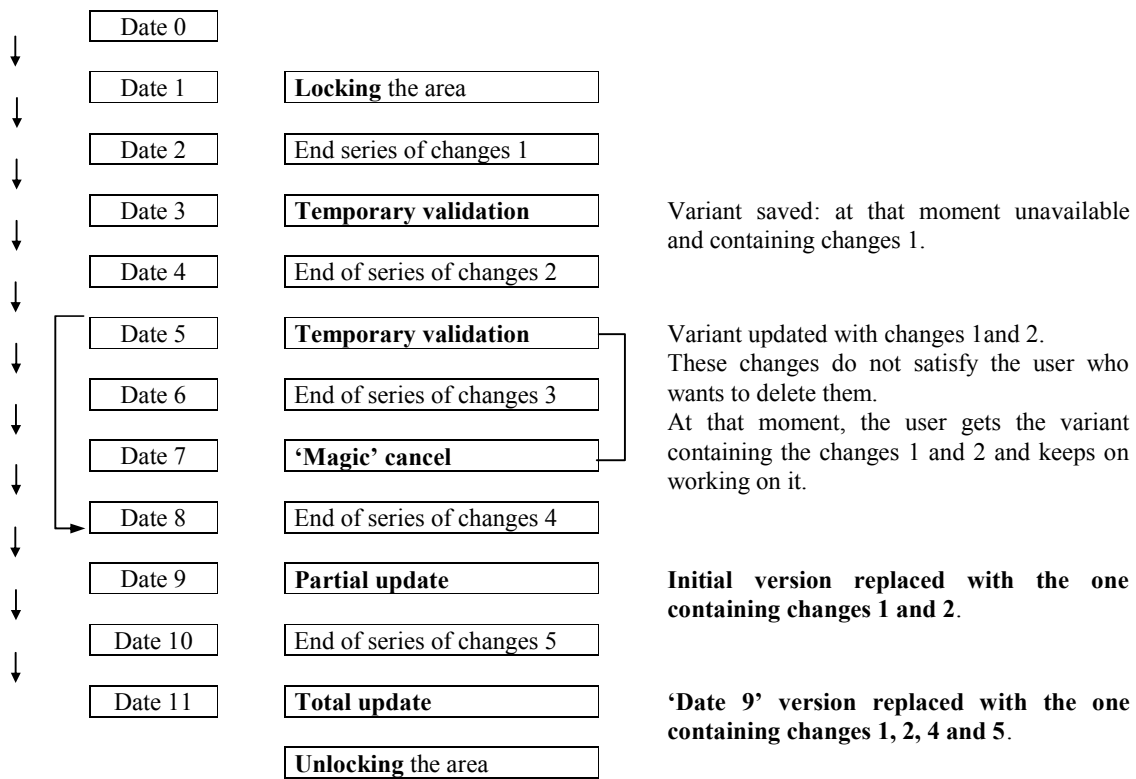 Date 0
Date 1 Locking the area
Date 2 End series of changes 1
Date 3 Temporary validation Variant saved: at that moment unavailable
and containing changes 1.
Date 4 End of series of changes 2
Date 5 Temporary validation Variant updated with changes 1and 2.
These changes do not satisfy the user who
Date 6 End of series of changes 3 wants to delete them.
At that moment, the user gets the variant
Date 7 ‘Magic’ cancel containing the changes 1 and 2 and keeps on
working on it.
Date 8 End of series of changes 4
Date 9 Partial update Initial version replaced with the one
containing changes 1 and 2.
Date 10 End of series of changes 5
Date 11 Total update ‘Date 9’ version replaced with the one
containing changes 1, 2, 4 and 5.
Unlocking the area